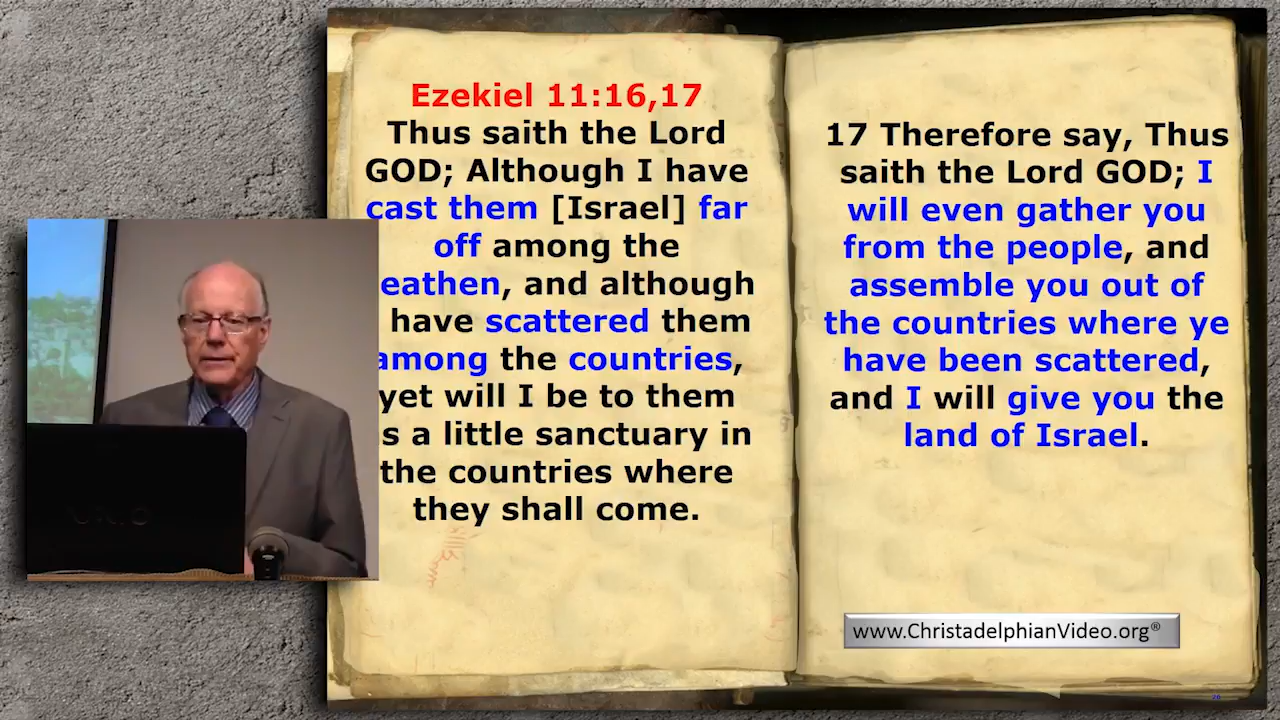 Ezekiel 11:16,17
Thus saith the Lord
GOD; Although I have
cast them [Israel] far
off among the
eathen, and although
have scattered them
among the countries,
yet will I be to them
s a little sanctuary in
the countries where
they shall come.
17 Therefore say, Thus
saith the Lord GOD; I
will even gather you
from the people, and
assemble you out of
the countries where ye
have been scattered,
and I will give you the
land of Israel.
www.ChristadelphianVideo.org®